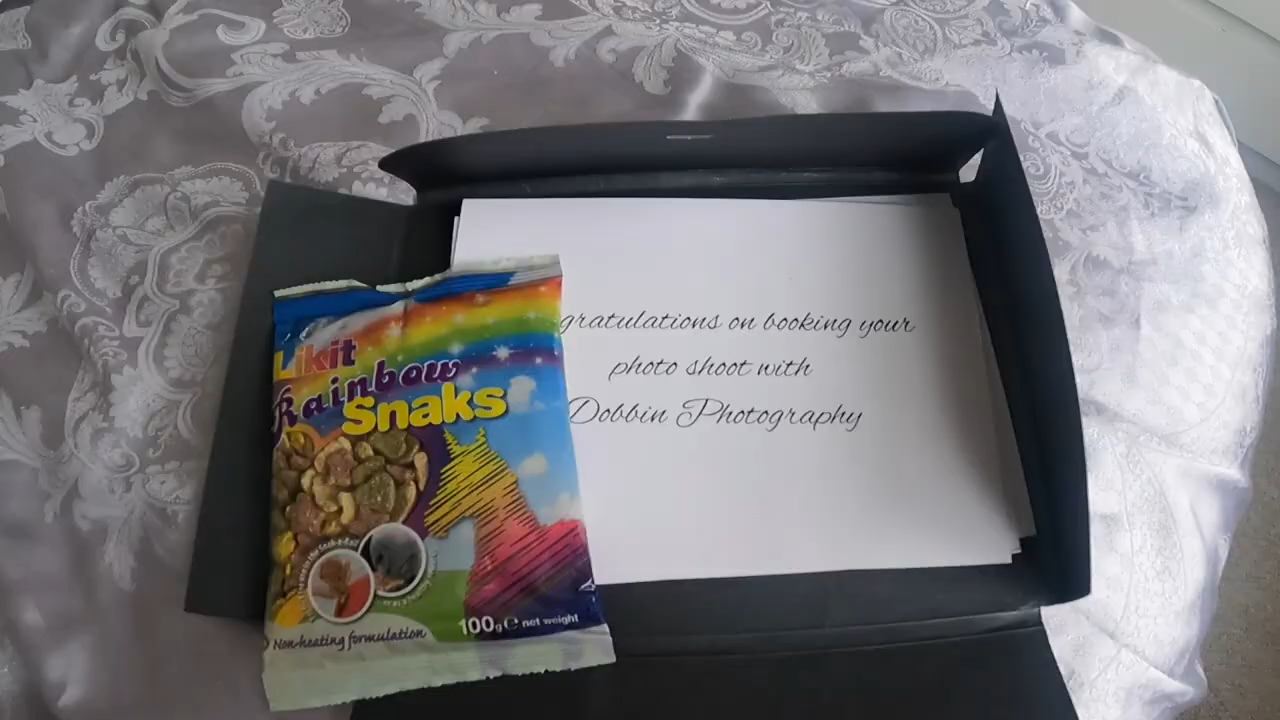 Likit
Rainbow
Snaks
Non-heating formulation
100g e net weight
gratulations on booking your
photo shoot with
Dobbin Photography